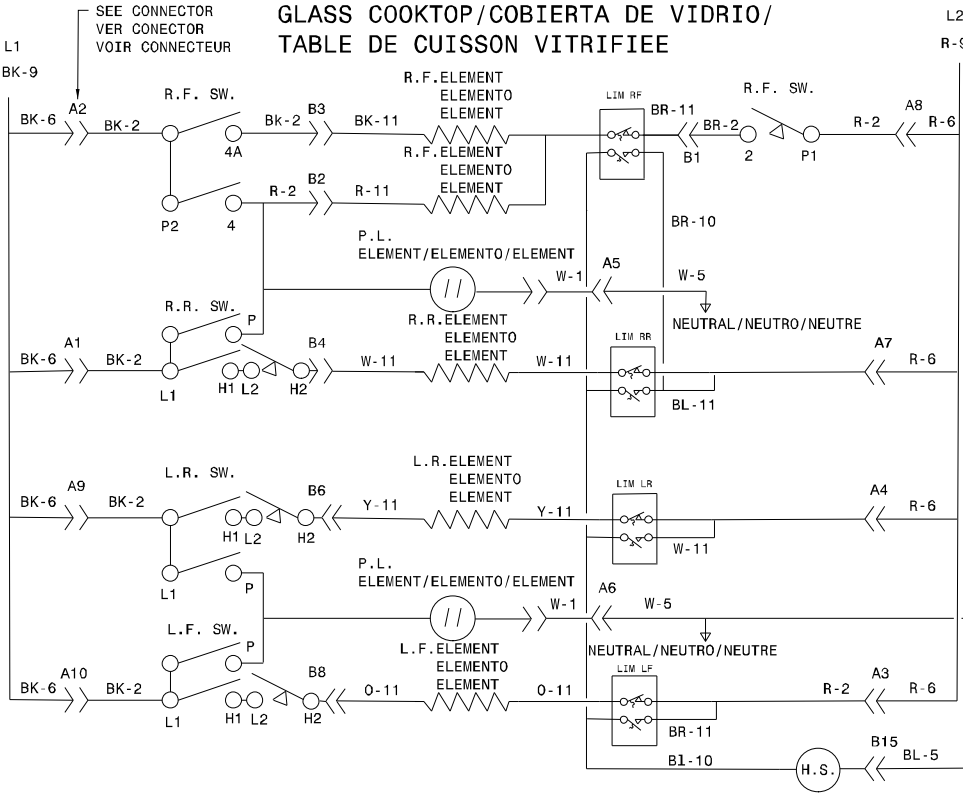 SEE CONNECTOR
VER CONECTOR
VOIR CONNECTEUR
GLASS COOKTOP/COBIERTA DE VIDRIO/
TABLE DE CUISSON VITRIFIEE
L1
BK-9
L2
R.F. SW.
R.F.ELEMENT
ELEMENTO
ELEMENT
LIM RF
R.F. SW.
BK-6
A2
BK-2
4A
Bk-2
B3
BK-11
BR-11
B1
BR-2
2
P1
R-2
A8
R-6
R.F.ELEMENT
ELEMENTO
ELEMENT
P2
4
R-2
B2
R-11
BR-10
P.L.
ELEMENT/ELEMENTO/ELEMENT
W-1
A5
W-5
NEUTRAL/NEUTRO/NEUTRE
R.R. SW.
P
R.R.ELEMENT
ELEMENTO
ELEMENT
LIM RR
BK-6
A1
BK-2
L1
H1
L2
H2
B4
W-11
W-11
A7
R-6
BL-11
L.R. SW.
L.R.ELEMENT
ELEMENTO
ELEMENT
LIM LR
BK-6
A9
BK-2
H1
L2
H2
B6
Y-11
Y-11
A4
R-6
W-11
L1
P
P.L.
ELEMENT/ELEMENTO/ELEMENT
W-1
A6
W-5
NEUTRAL/NEUTRO/NEUTRE
L.F. SW.
P
L.F.ELEMENT
ELEMENTO
ELEMENT
LIM LF
BK-6
A10
BK-2
L1
H1
L2
H2
B8
O-11
O-11
R-2
A3
R-6
BR-11
Bl-10
H.S.
B15
BL-5